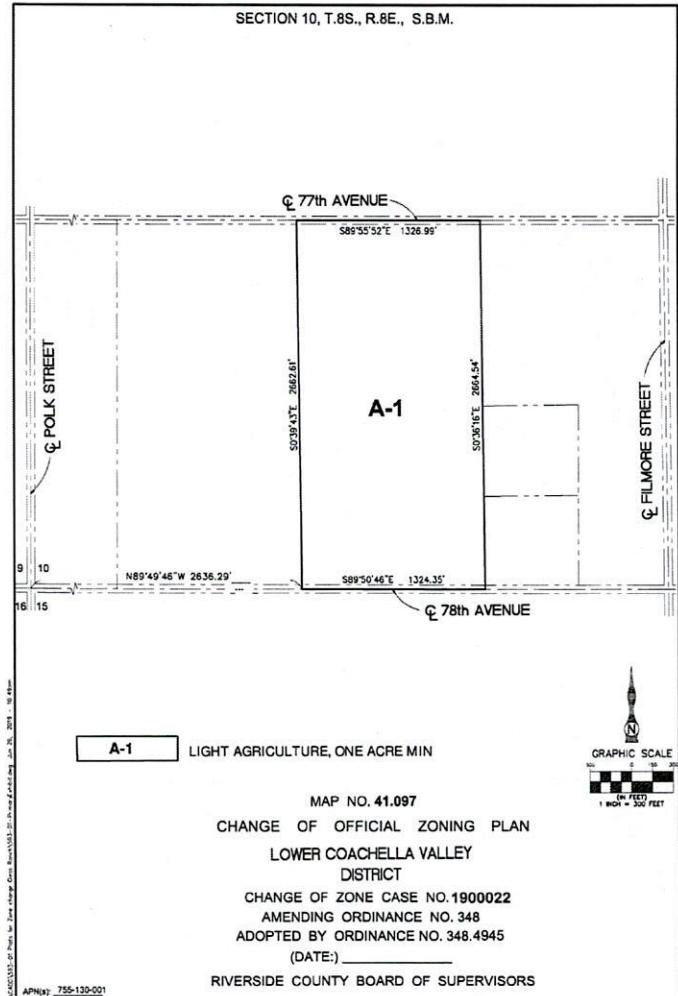 SECTION 10, T.8S., R.8E., S.B.M.
℄ 77th AVENUE
S89°55'52"E 1326.99'
℄ POLK STREET
S0°39'43"E 2662.61'
A-1
S0°36'16"E 2664.54'
℄ FILMORE STREET
9 10
16 15
N89°49'46"W 2636.29'
S89°50'46"E 1324.35'
℄ 78th AVENUE
N
A-1 LIGHT AGRICULTURE, ONE ACRE MIN
GRAPHIC SCALE
0 150 300
(IN FEET)
1 INCH = 300 FEET
MAP NO. 41.097
CHANGE OF OFFICIAL ZONING PLAN
LOWER COACHELLA VALLEY
DISTRICT
CHANGE OF ZONE CASE NO. 1900022
AMENDING ORDINANCE NO. 348
ADOPTED BY ORDINANCE NO. 348.4945
(DATE:)
RIVERSIDE COUNTY BOARD OF SUPERVISORS
APN(s): 755-130-001